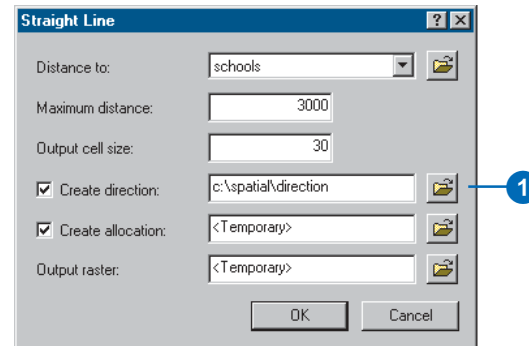 Straight Line
Distance to: schools
Maximum distance: 3000
Output cell size: 30
Create direction: c:\spatial\direction
1
Create allocation: <Temporary>
Output raster: <Temporary>
OK Cancel